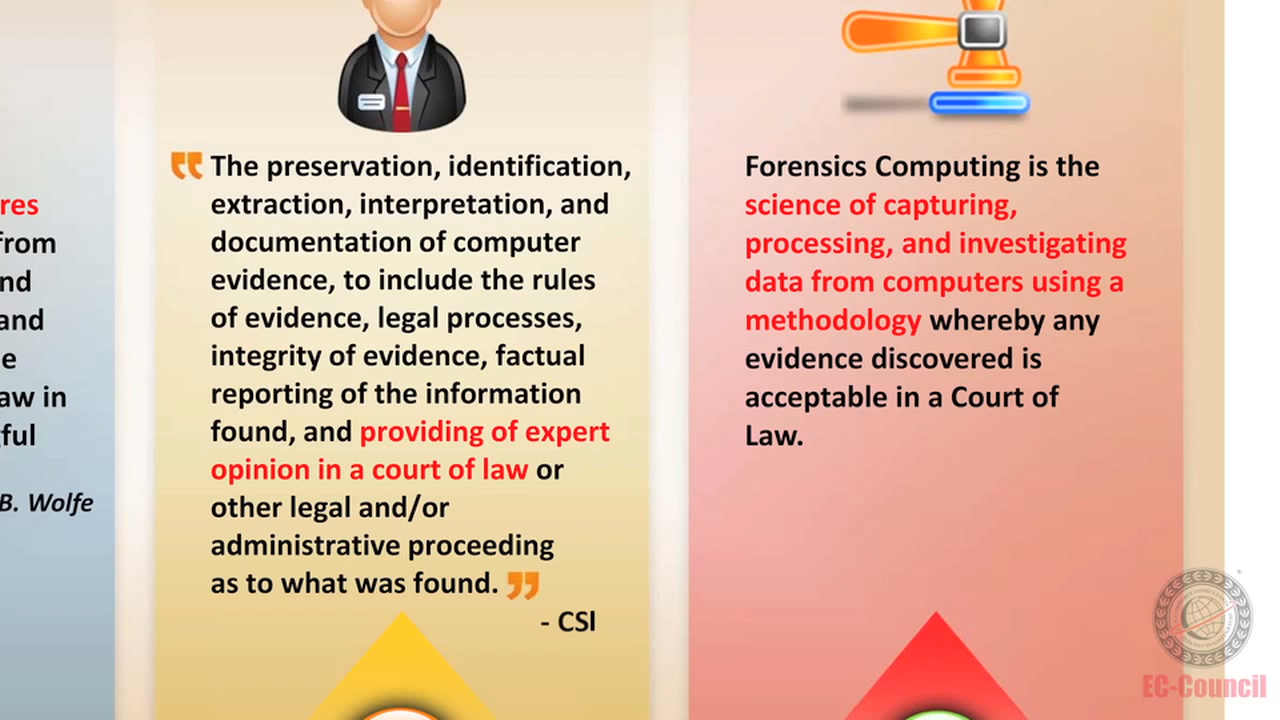 res
from
nd
and
e
aw in
ful
B. Wolfe
The preservation, identification,
extraction, interpretation, and
documentation of computer
evidence, to include the rules
of evidence, legal processes,
integrity of evidence, factual
reporting of the information
found, and providing of expert
opinion in a court of law or
other legal and/or
administrative proceeding
as to what was found.
- CSI
Forensics Computing is the
science of capturing,
processing, and investigating
data from computers using a
methodology whereby any
evidence discovered is
acceptable in a Court of
Law.
EC-Council